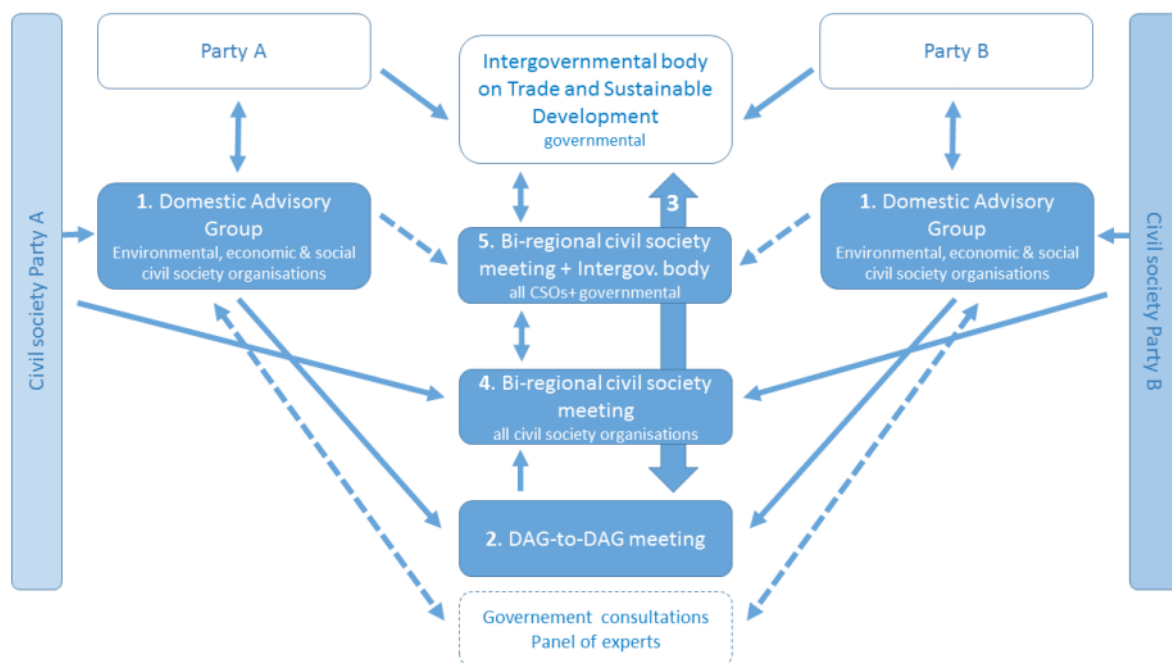 Party A
Intergovernmental body
on Trade and Sustainable
Development
governmental
Party B
Civil society Party A
1. Domestic Advisory
Group
Environmental, economic & social
civil society organisations
3
1. Domestic Advisory
Group
Environmental, economic & social
civil society organisations
Civil society Party B
5. Bi-regional civil society
meeting + Intergov. body
all CSOs+ governmental
4. Bi-regional civil society
meeting
all civil society organisations
2. DAG-to-DAG meeting
Governement consultations
Panel of experts